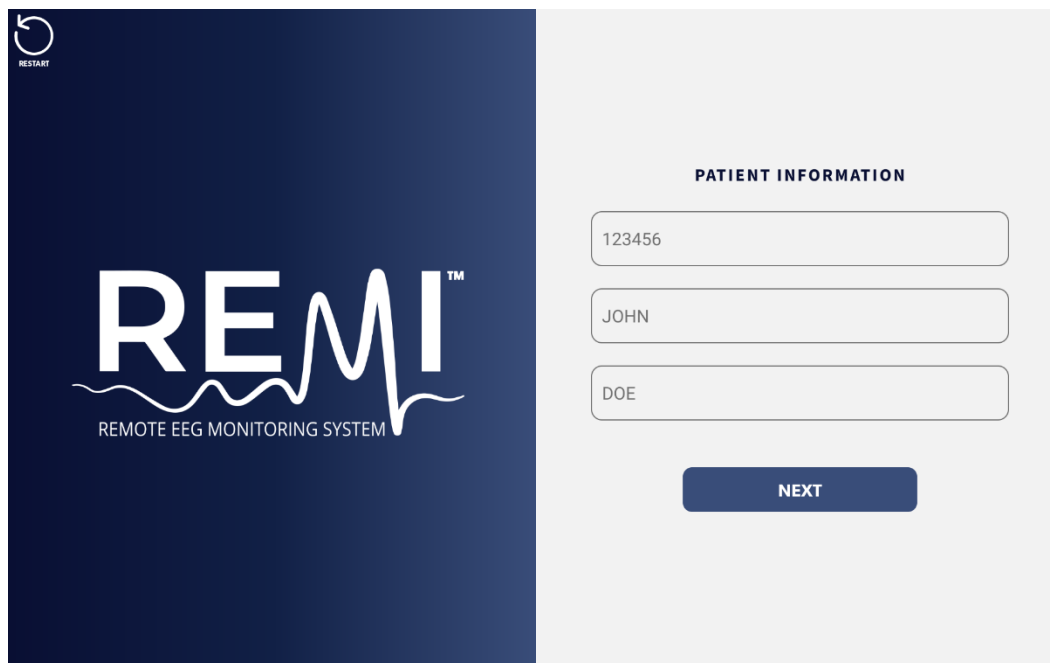 RESTART
REMI™
REMOTE EEG MONITORING SYSTEM
PATIENT INFORMATION
123456
JOHN
DOE
NEXT